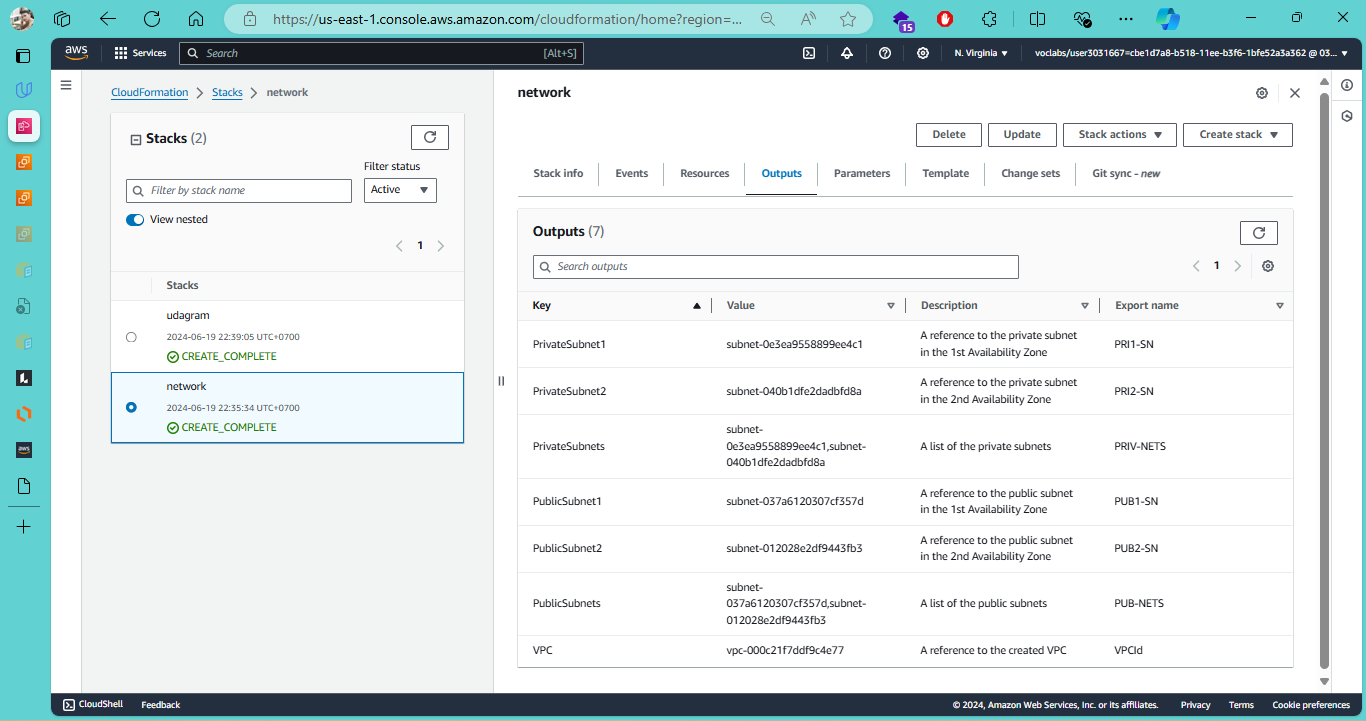 https://us-east-1.console.aws.amazon.com/cloudformation/home?region=...
15
aws
Services
Search
[Alt+S]
N. Virginia
voclabs/user3031667=cbe1d7a8-b518-11ee-b3f6-1bfe52a3a362 @ 03...
CloudFormation
Stacks
network
Stacks (2)
Filter status
Filter by stack name
Active
View nested
1
Stacks
udagram
2024-06-19 22:39:05 UTC+0700
CREATE_COMPLETE
network
2024-06-19 22:35:34 UTC+0700
CREATE_COMPLETE
network
Delete
Update
Stack actions
Create stack
Stack info
Events
Resources
Outputs
Parameters
Template
Change sets
Git sync - new
Outputs (7)
Search outputs
1
Key
Value
Description
Export name
PrivateSubnet1
subnet-0e3ea9558899ee4c1
A reference to the private subnet
in the 1st Availability Zone
PRI1-SN
PrivateSubnet2
subnet-040b1dfe2dadbfd8a
A reference to the private subnet
in the 2nd Availability Zone
PRI2-SN
PrivateSubnets
subnet-
0e3ea9558899ee4c1,subnet-
040b1dfe2dadbfd8a
A list of the private subnets
PRIV-NETS
PublicSubnet1
subnet-037a6120307cf357d
A reference to the public subnet
in the 1st Availability Zone
PUB1-SN
PublicSubnet2
subnet-012028e2df9443fb3
A reference to the public subnet
in the 2nd Availability Zone
PUB2-SN
PublicSubnets
subnet-
037a6120307cf357d,subnet-
012028e2df9443fb3
A list of the public subnets
PUB-NETS
VPC
vpc-000c21f7ddf9c4e77
A reference to the created VPC
VPCId
CloudShell
Feedback
© 2024, Amazon Web Services, Inc. or its affiliates.
Privacy
Terms
Cookie preferences